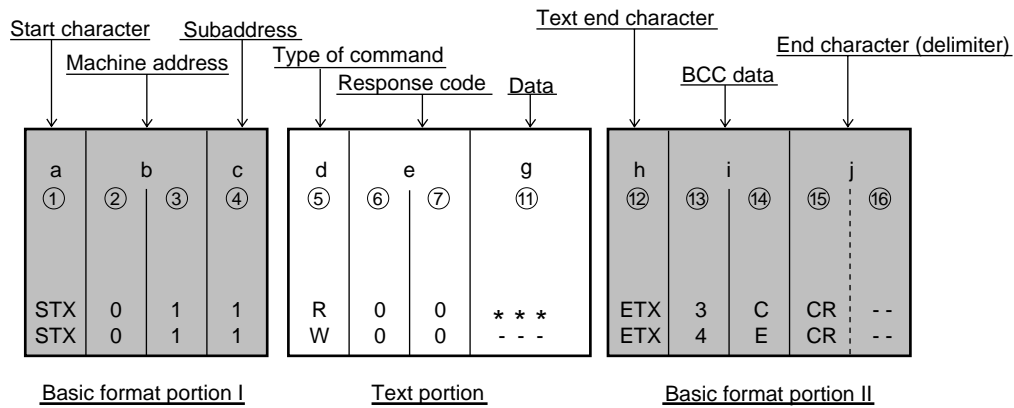 Start character
Machine address
Subaddress
Type of command
Response code
Data
Text end character
BCC data
End character (delimiter)
a b c d e g h i j
① ② ③ ④ ⑤ ⑥ ⑦ ⑪ ⑫ ⑬ ⑭ ⑮ ⑯
STX 0 1 1 R 0 0 * * * ETX 3 C CR - -
STX 0 1 1 W 0 0 - - - ETX 4 E CR - -
Basic format portion I Text portion Basic format portion II